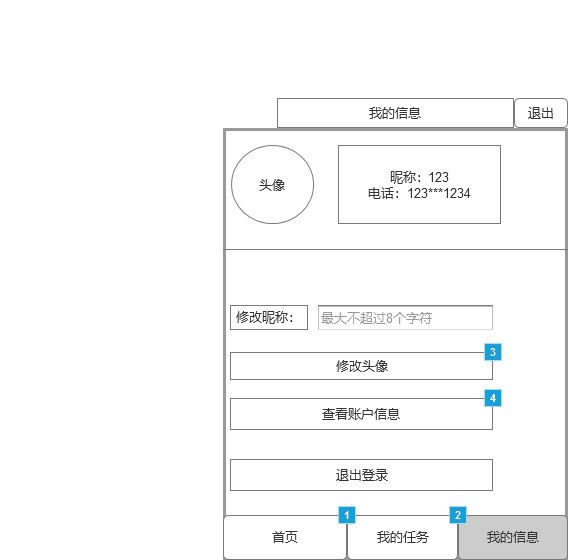 我的信息
退出
头像
昵称：123
电话：123***1234
修改昵称：
最大不超过8个字符
3
修改头像
4
查看账户信息
退出登录
1
2
首页
我的任务
我的信息